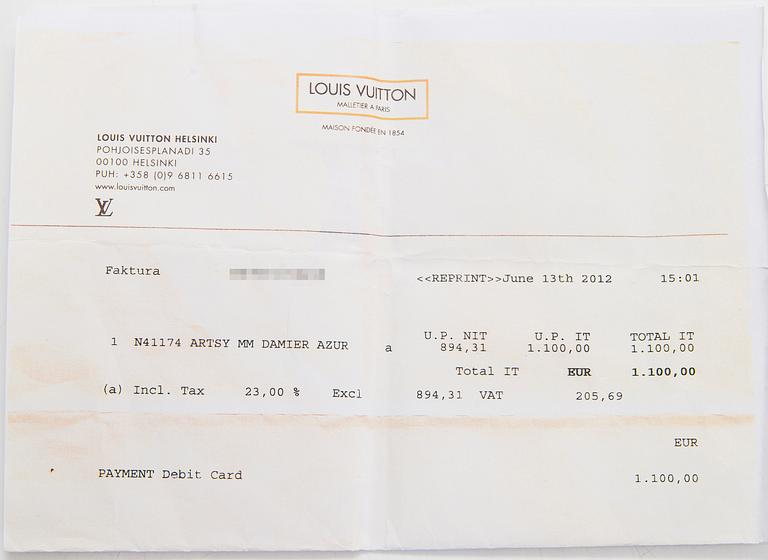 LOUIS VUITTON
MALLETIER A PARIS
MAISON FONDÉE EN 1854
LOUIS VUITTON HELSINKI
POHJOISESPLANADI 35
00100 HELSINKI
PUH: +358 (0)9 6811 6615
www.louisvuitton.com
LV
Faktura <<REPRINT>>June 13th 2012 15:01
U.P. NIT U.P. IT TOTAL IT
1 N41174 ARTSY MM DAMIER AZUR a 894,31 1.100,00 1.100,00
Total IT EUR 1.100,00
(a) Incl. Tax 23,00 % Excl 894,31 VAT 205,69
EUR
PAYMENT Debit Card 1.100,00